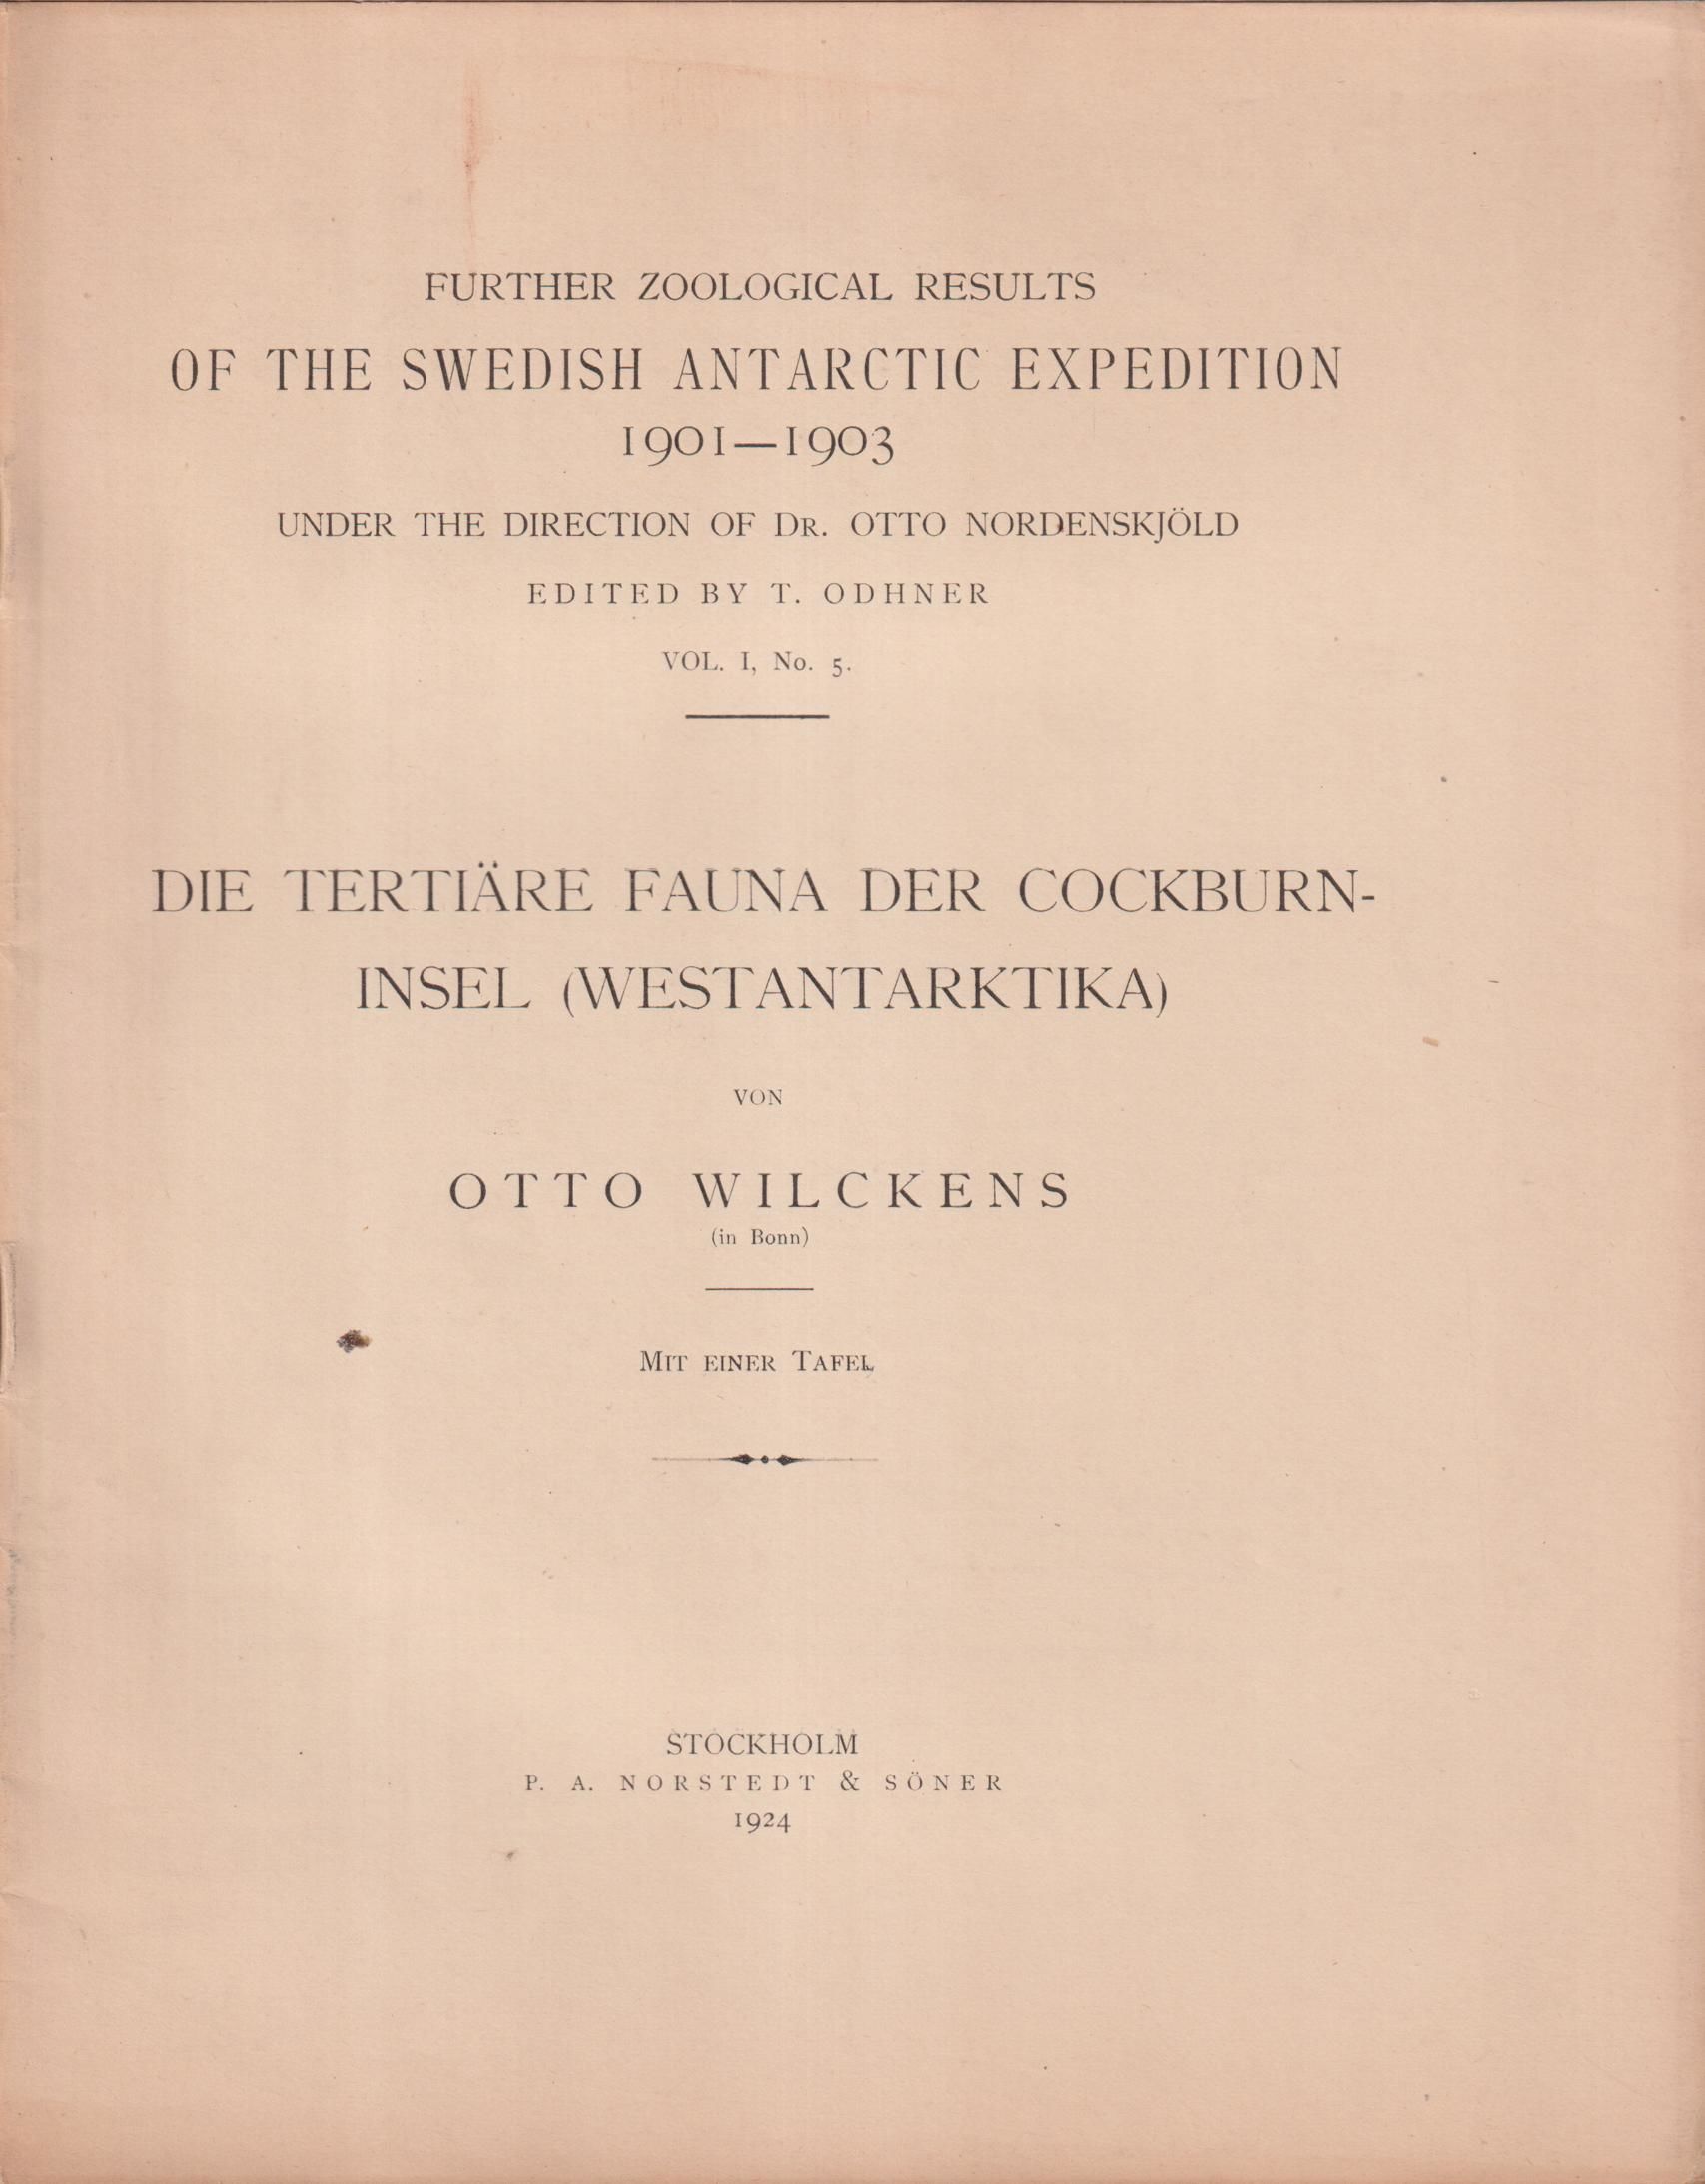 FURTHER ZOOLOGICAL RESULTS
OF THE SWEDISH ANTARCTIC EXPEDITION
1901—1903
UNDER THE DIRECTION OF DR. OTTO NORDENSKJÖLD
EDITED BY T. ODHNER
VOL. I, No. 5.
DIE TERTIÄRE FAUNA DER COCKBURN-
INSEL (WESTANTARKTIKA)
VON
OTTO WILCKENS
(in Bonn)
MIT EINER TAFEL
STOCKHOLM
P. A. NORSTEDT & SÖNER
1924